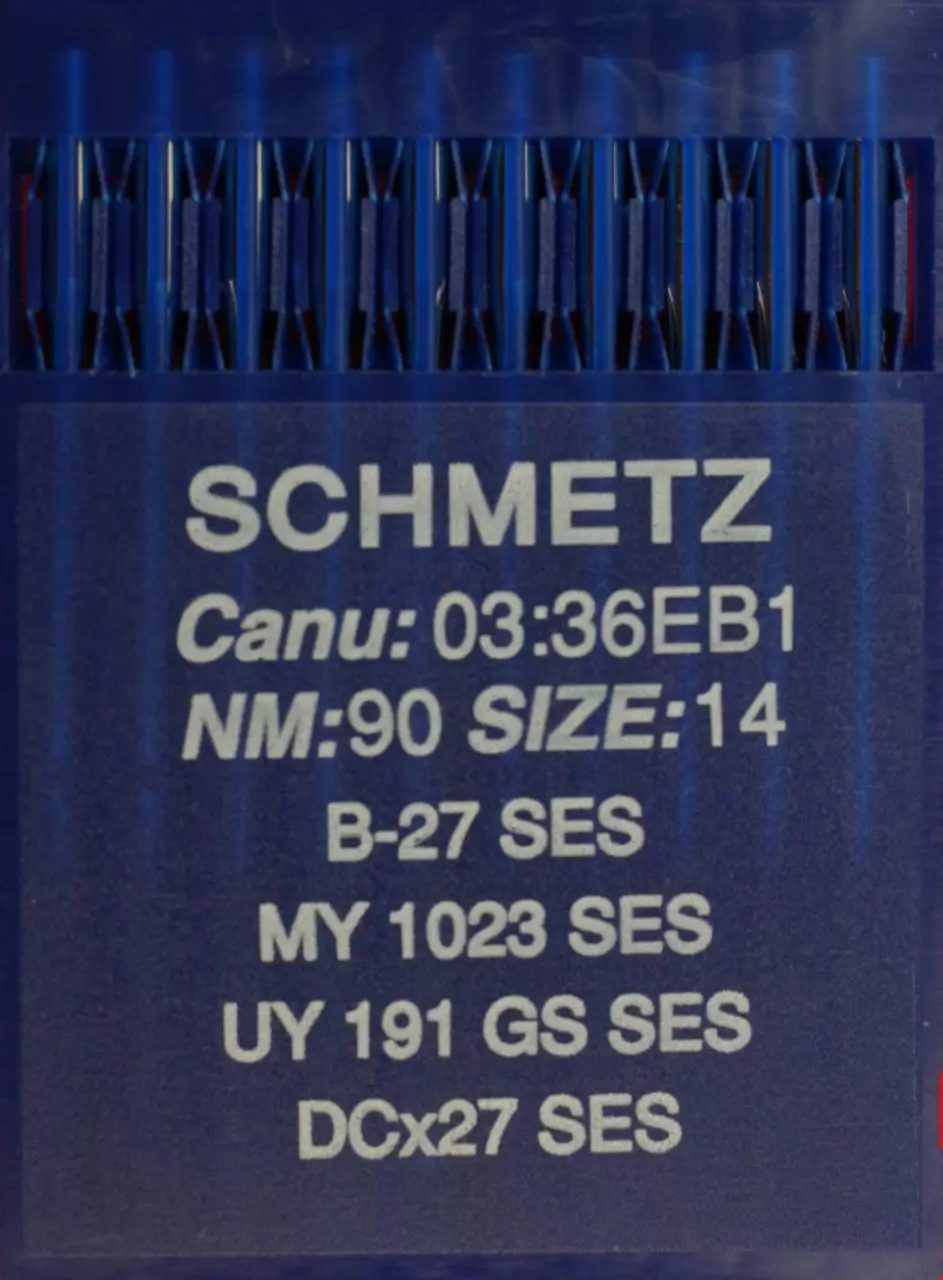 SCHMETZ
Canu: 03:36EB1
NM:90 SIZE:14
B-27 SES
MY 1023 SES
UY 191 GS SES
DCx27 SES